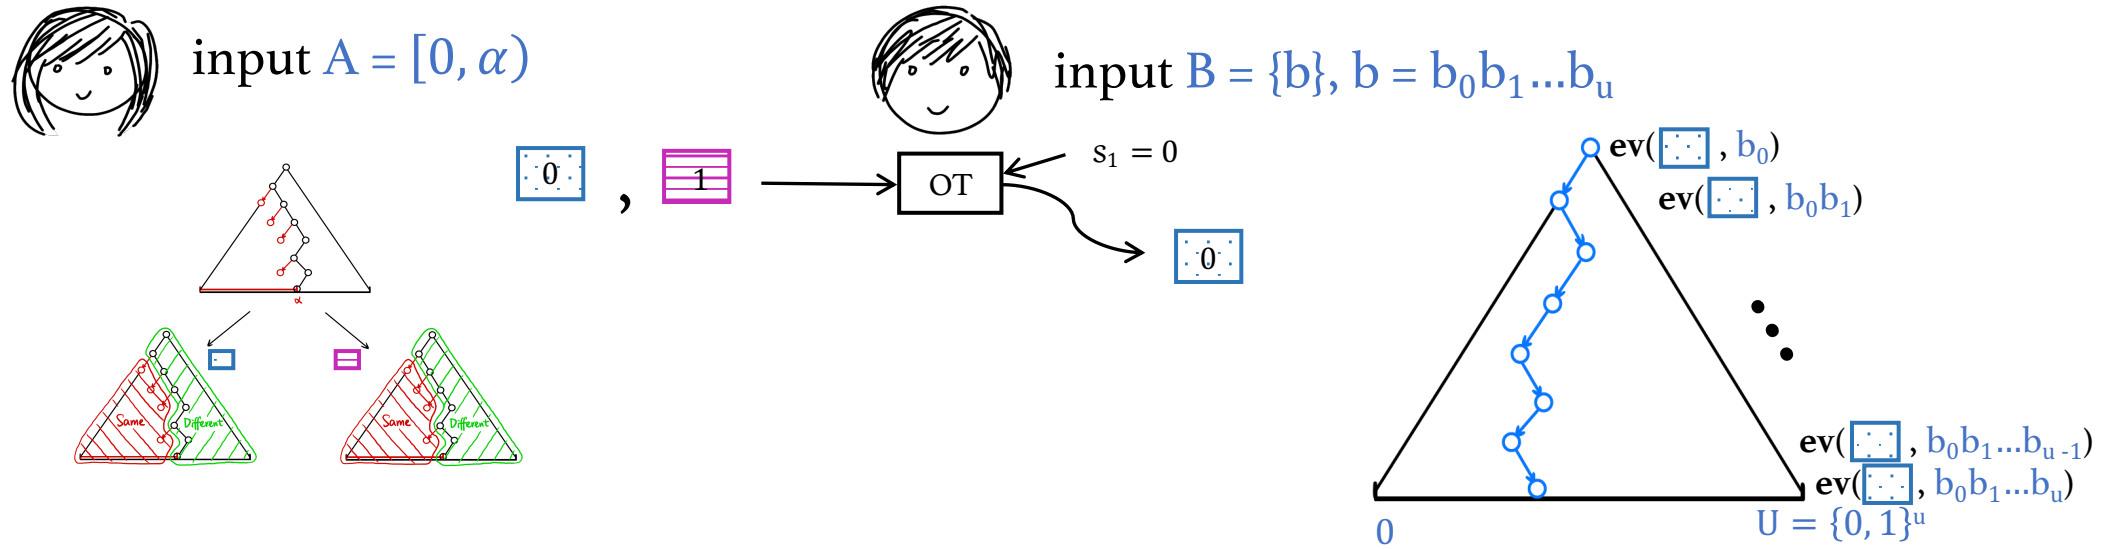 input A = [0, α)
input B = {b}, b = b₀b₁...bᵤ
0 , 1
OT
s₁ = 0
0
α
Same
Different
Same
Different
ev( , b₀)
ev( , b₀b₁)
ev( , b₀b₁...bᵤ₋₁)
ev( , b₀b₁...bᵤ)
0
U = {0, 1}ᵘ